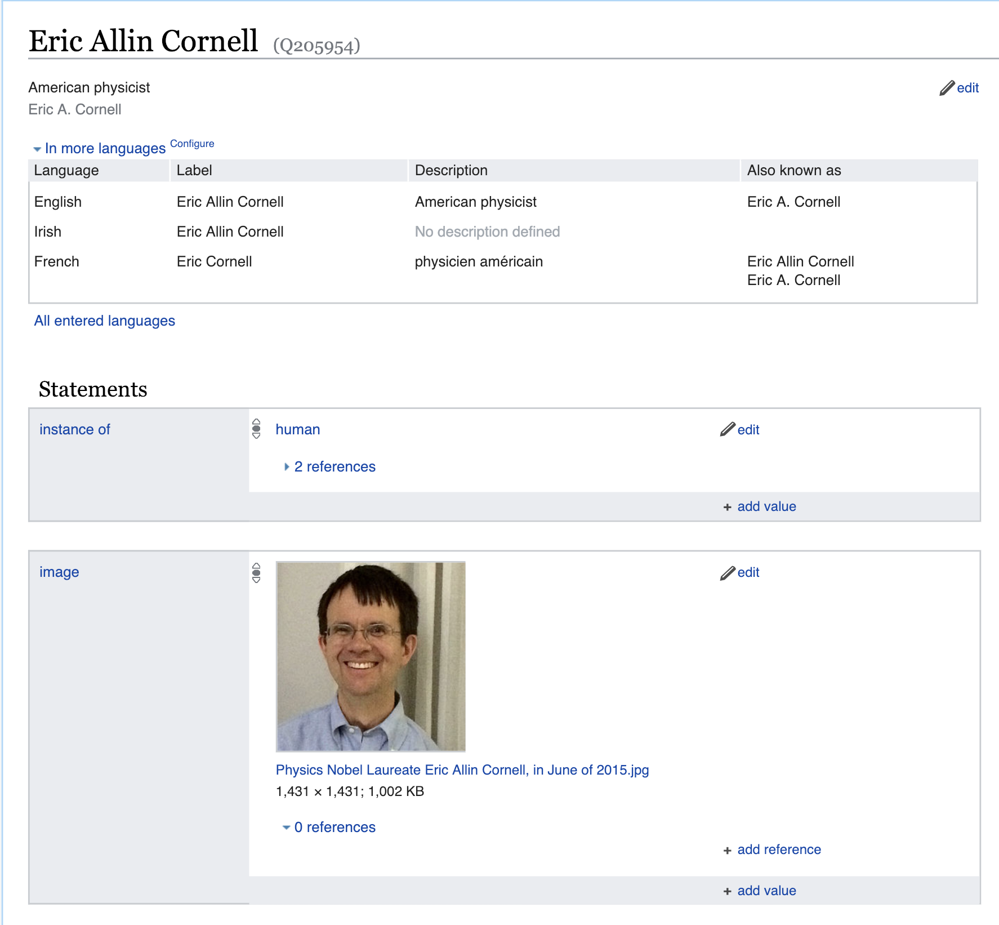 Eric Allin Cornell (Q205954)
American physicist
edit
Eric A. Cornell
In more languages Configure
Language Label Description Also known as
English Eric Allin Cornell American physicist Eric A. Cornell
Irish Eric Allin Cornell No description defined
French Eric Cornell physicien américain Eric Allin Cornell
Eric A. Cornell
All entered languages
Statements
instance of human edit
2 references
+ add value
image edit
Physics Nobel Laureate Eric Allin Cornell, in June of 2015.jpg
1,431 × 1,431; 1,002 KB
0 references
+ add reference
+ add value